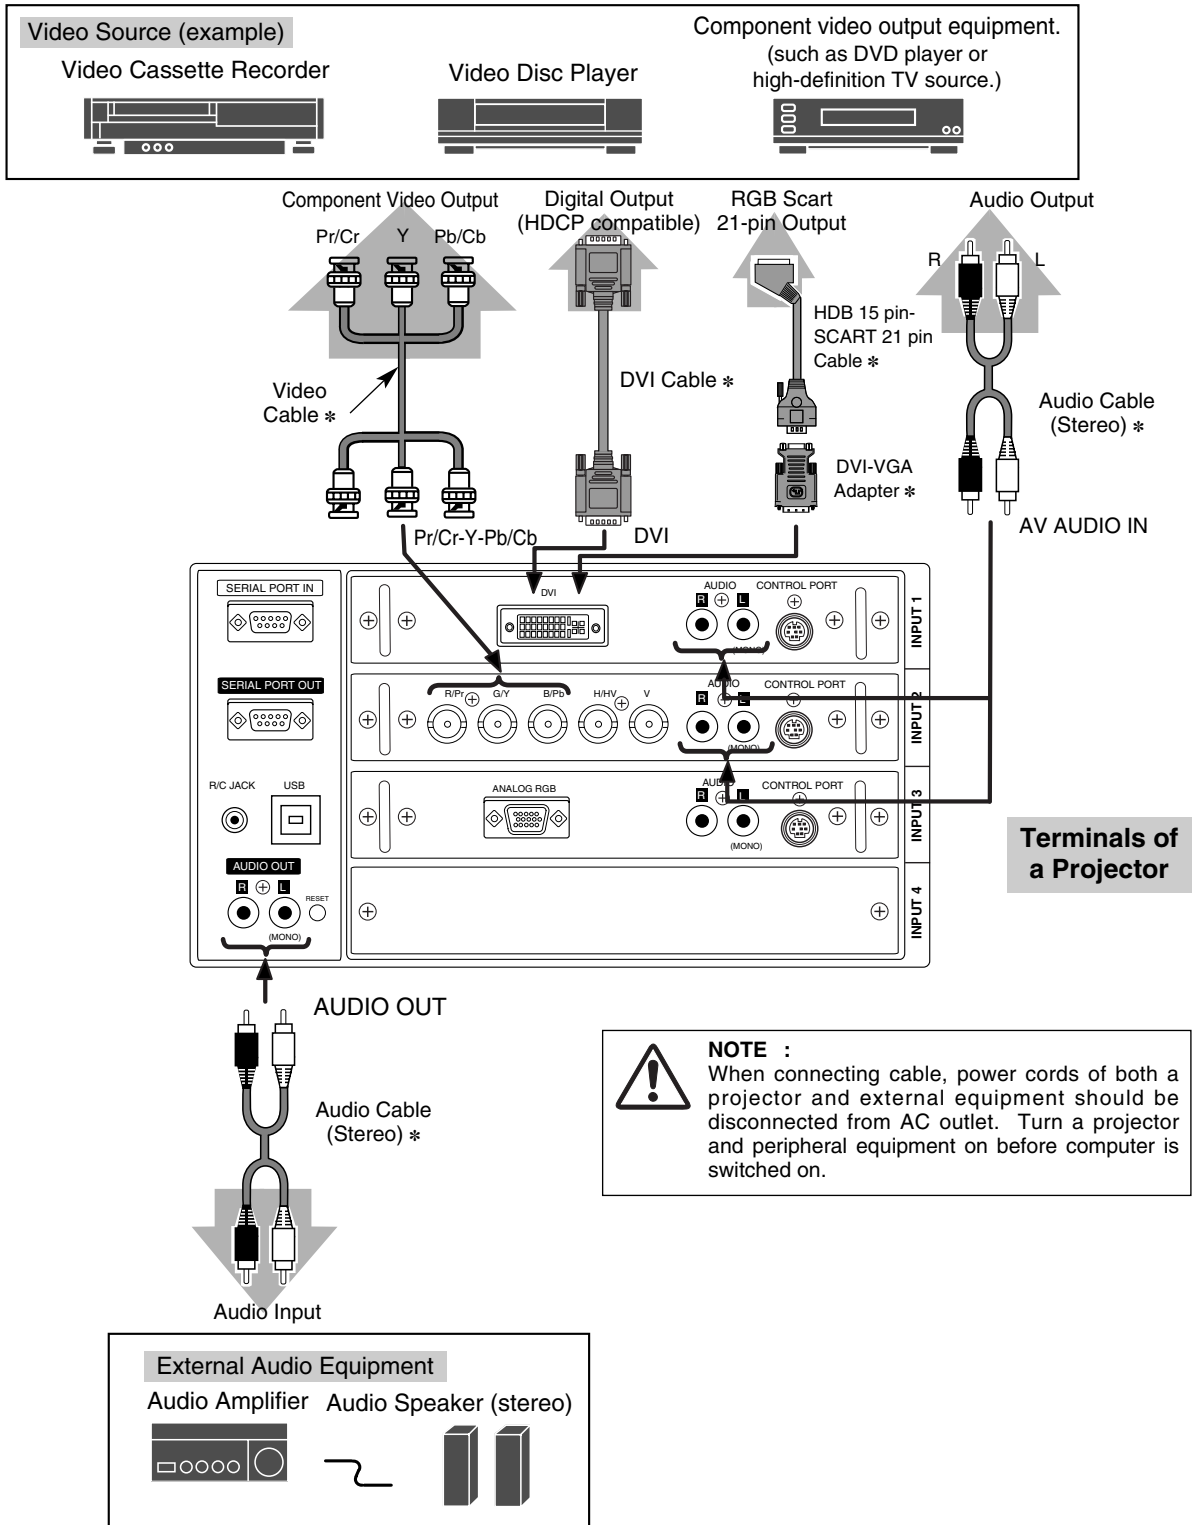 Video Source (example)
Video Cassette Recorder
Video Disc Player
Component video output equipment.
(such as DVD player or
high-definition TV source.)
Component Video Output
Pr/Cr
Y
Pb/Cb
Digital Output
(HDCP compatible)
RGB Scart
21-pin Output
Audio Output
R
L
HDB 15 pin-
SCART 21 pin
Cable *
Video
Cable *
DVI Cable *
Audio Cable
(Stereo) *
DVI-VGA
Adapter *
Pr/Cr-Y-Pb/Cb
DVI
AV AUDIO IN
SERIAL PORT IN
DVI
AUDIO
R
L
(MONO)
CONTROL PORT
INPUT 1
SERIAL PORT OUT
R/Pr
G/Y
B/Pb
H/HV
V
AUDIO
R
L
(MONO)
CONTROL PORT
INPUT 2
R/C JACK
USB
ANALOG RGB
AUDIO
R
L
(MONO)
CONTROL PORT
INPUT 3
AUDIO OUT
R
L
RESET
(MONO)
INPUT 4
Terminals of
a Projector
AUDIO OUT
Audio Cable
(Stereo) *
NOTE :
When connecting cable, power cords of both a
projector and external equipment should be
disconnected from AC outlet. Turn a projector
and peripheral equipment on before computer is
switched on.
Audio Input
External Audio Equipment
Audio Amplifier
Audio Speaker (stereo)